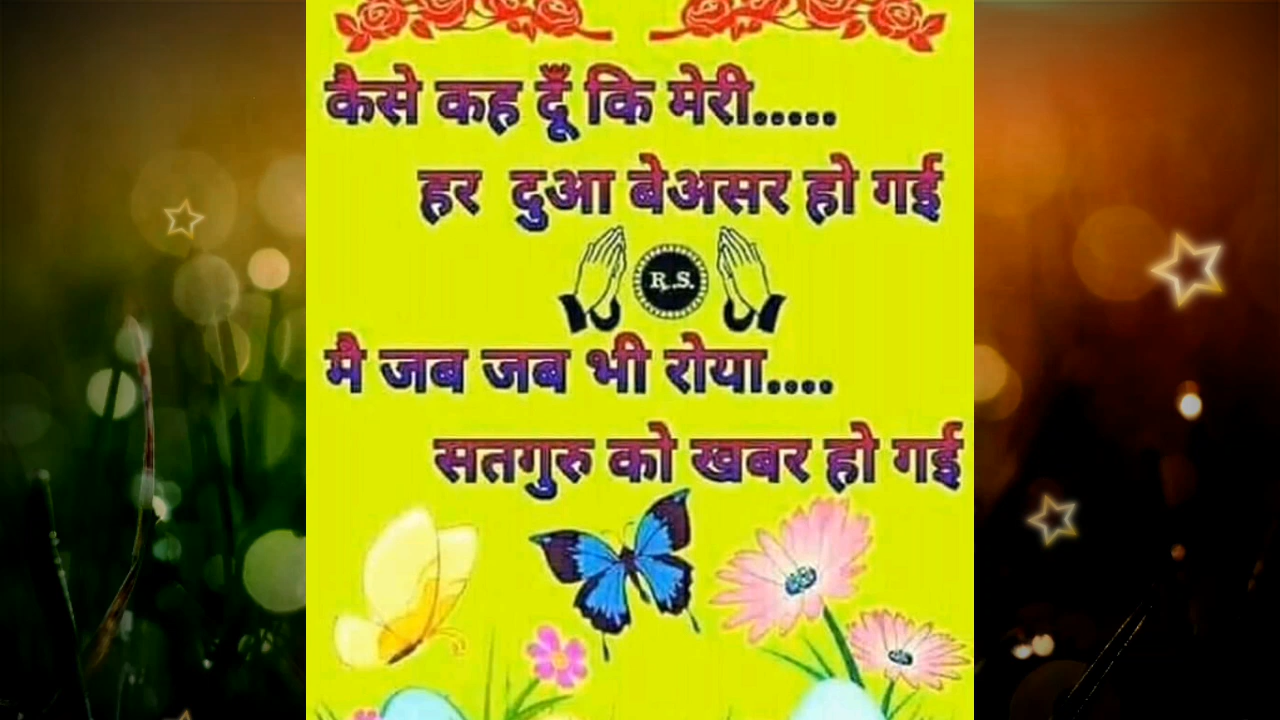 कैसे कह दूँ कि मेरी.....
हर दुआ बेअसर हो गई
R.S.
मै जब जब भी रोया....
सतगुरु को खबर हो गई